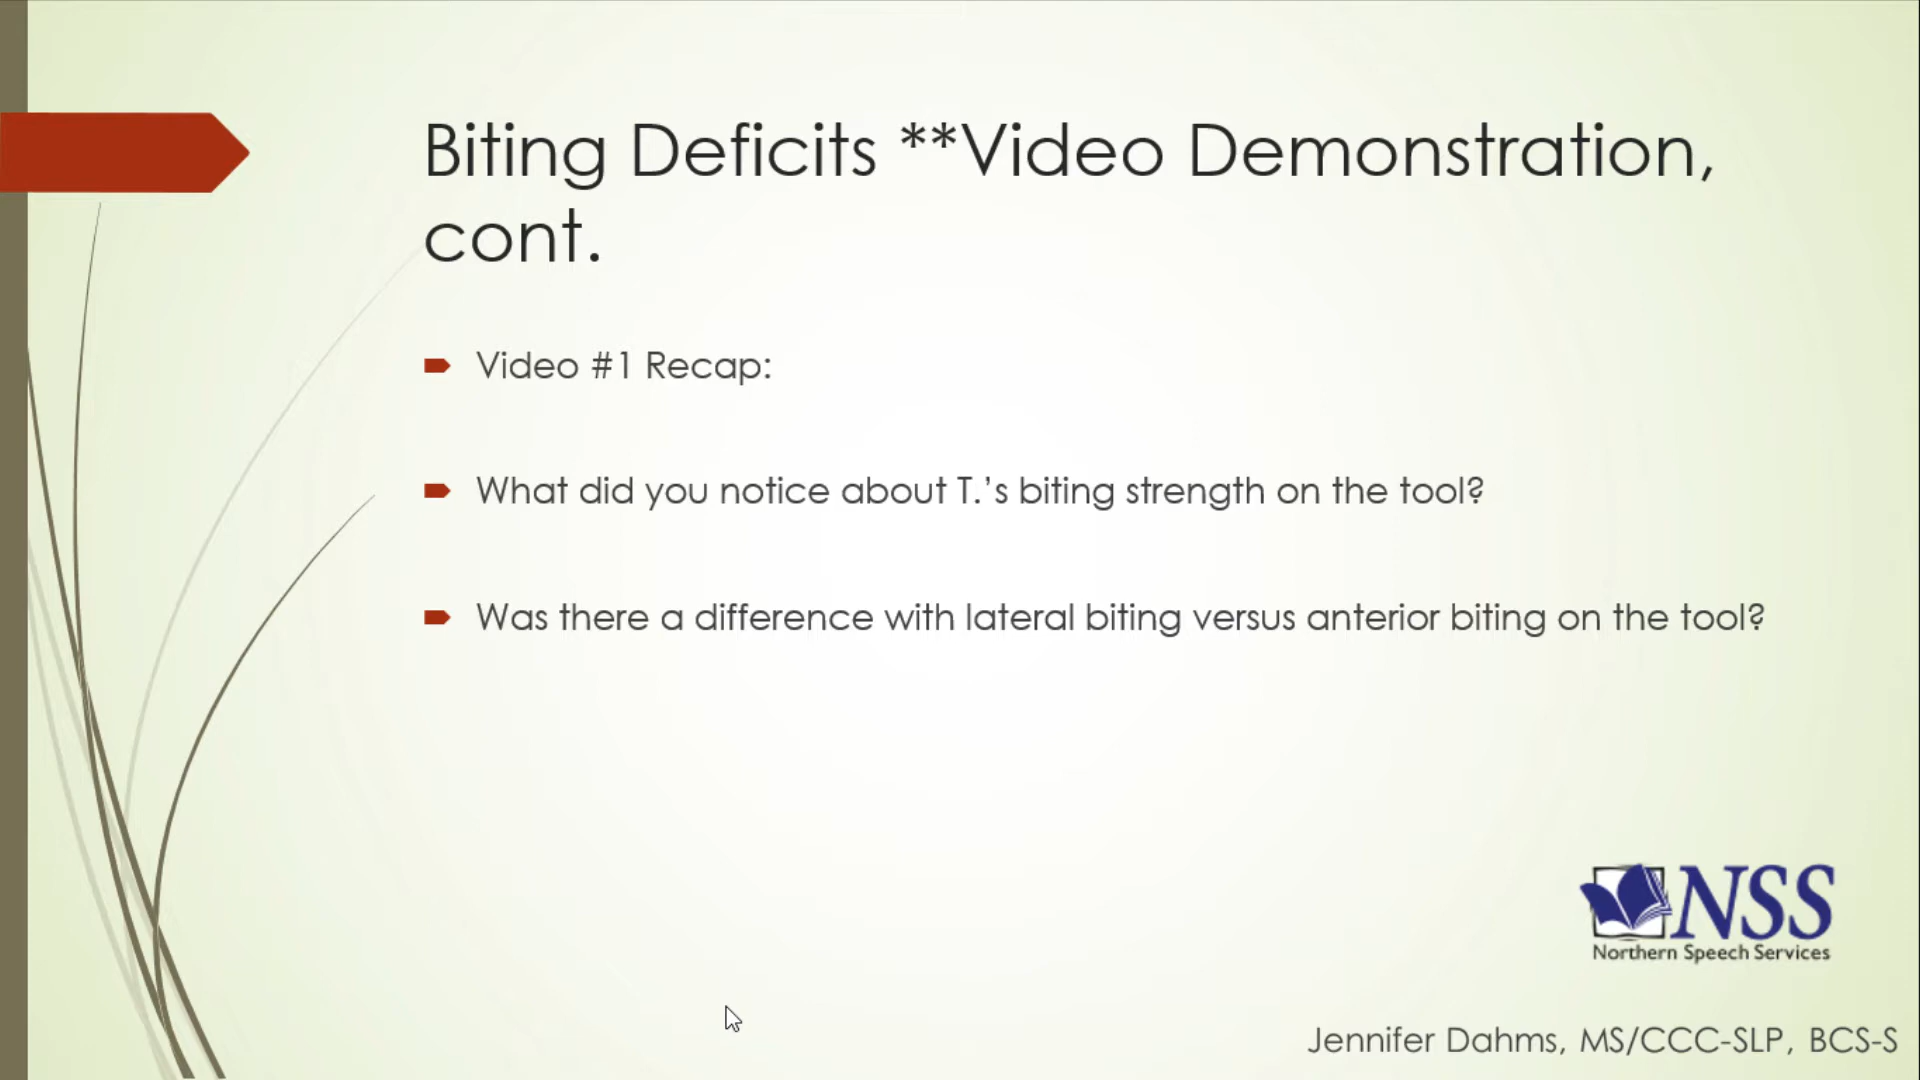 Biting Deficits **Video Demonstration,
cont.
Video #1 Recap:
What did you notice about T.’s biting strength on the tool?
Was there a difference with lateral biting versus anterior biting on the tool?
NSS
Northern Speech Services
Jennifer Dahms, MS/CCC-SLP, BCS-S